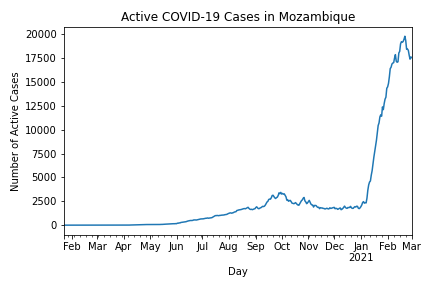 Active COVID-19 Cases in Mozambique
Number of Active Cases
20000
17500
15000
12500
10000
7500
5000
2500
0
Feb Mar Apr May Jun Jul Aug Sep Oct Nov Dec Jan Feb Mar
2021
Day